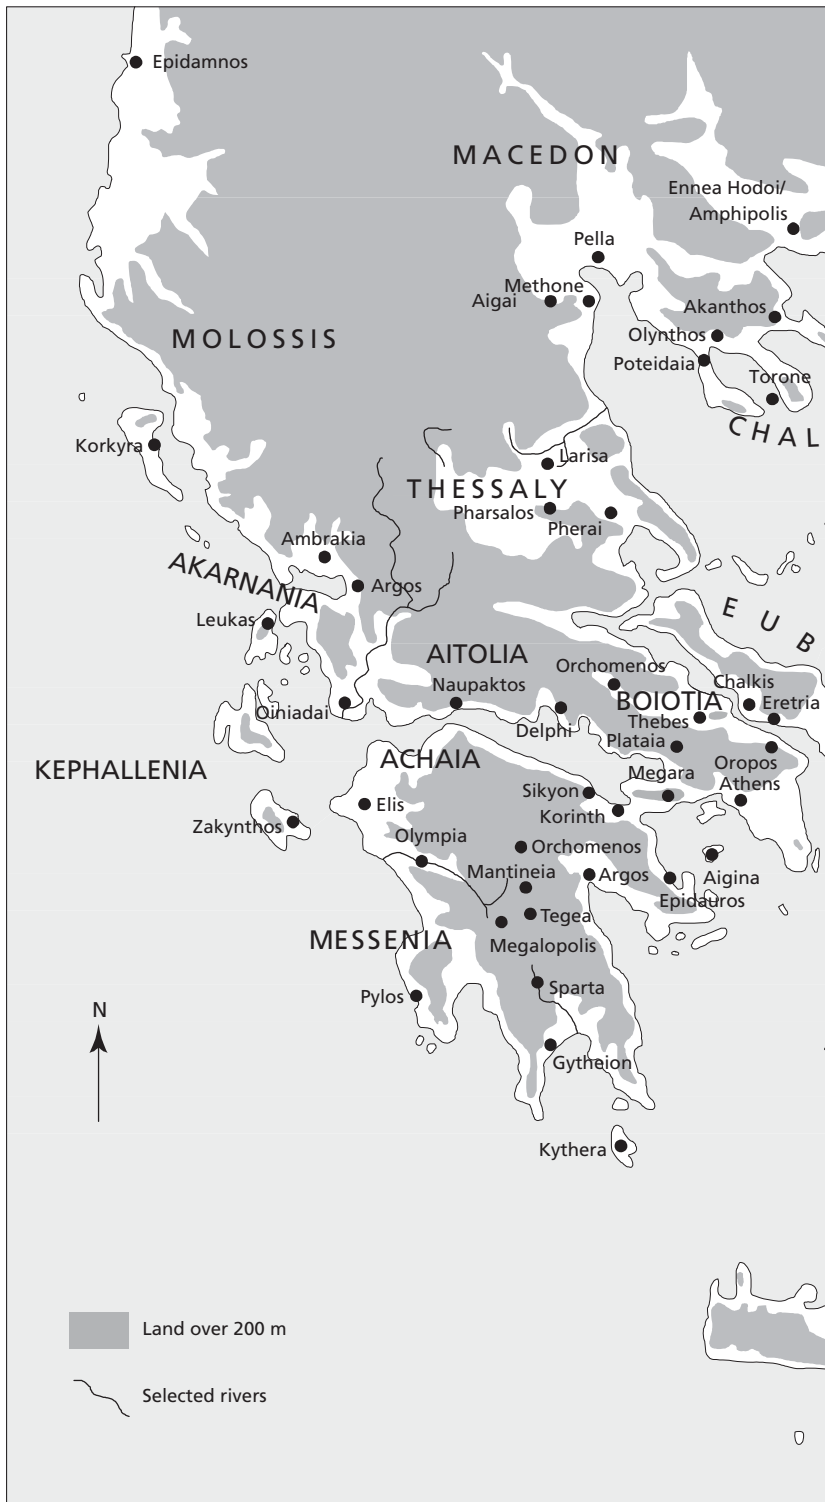 Epidamnos
MACEDON
Ennea Hodoi/
Amphipolis
Pella
Methone
Aigai
Akanthos
Olynthos
MOLOSSIS
Poteidaia
Torone
CHAL
Korkyra
Larisa
THESSALY
Pharsalos
Pherai
Ambrakia
AKARNANIA
Argos
Leukas
EUB
AITOLIA
Orchomenos
Chalkis
Naupaktos
BOIOTIA
Eretria
Oiniadai
Thebes
Delphi
Plataia
ACHAIA
Oropos
KEPHALLENIA
Megara
Athens
Sikyon
Elis
Korinth
Zakynthos
Olympia
Orchomenos
Mantineia
Argos
Aigina
Epidauros
Tegea
MESSENIA
Megalopolis
Sparta
Pylos
N
Gytheion
Kythera
Land over 200 m
Selected rivers